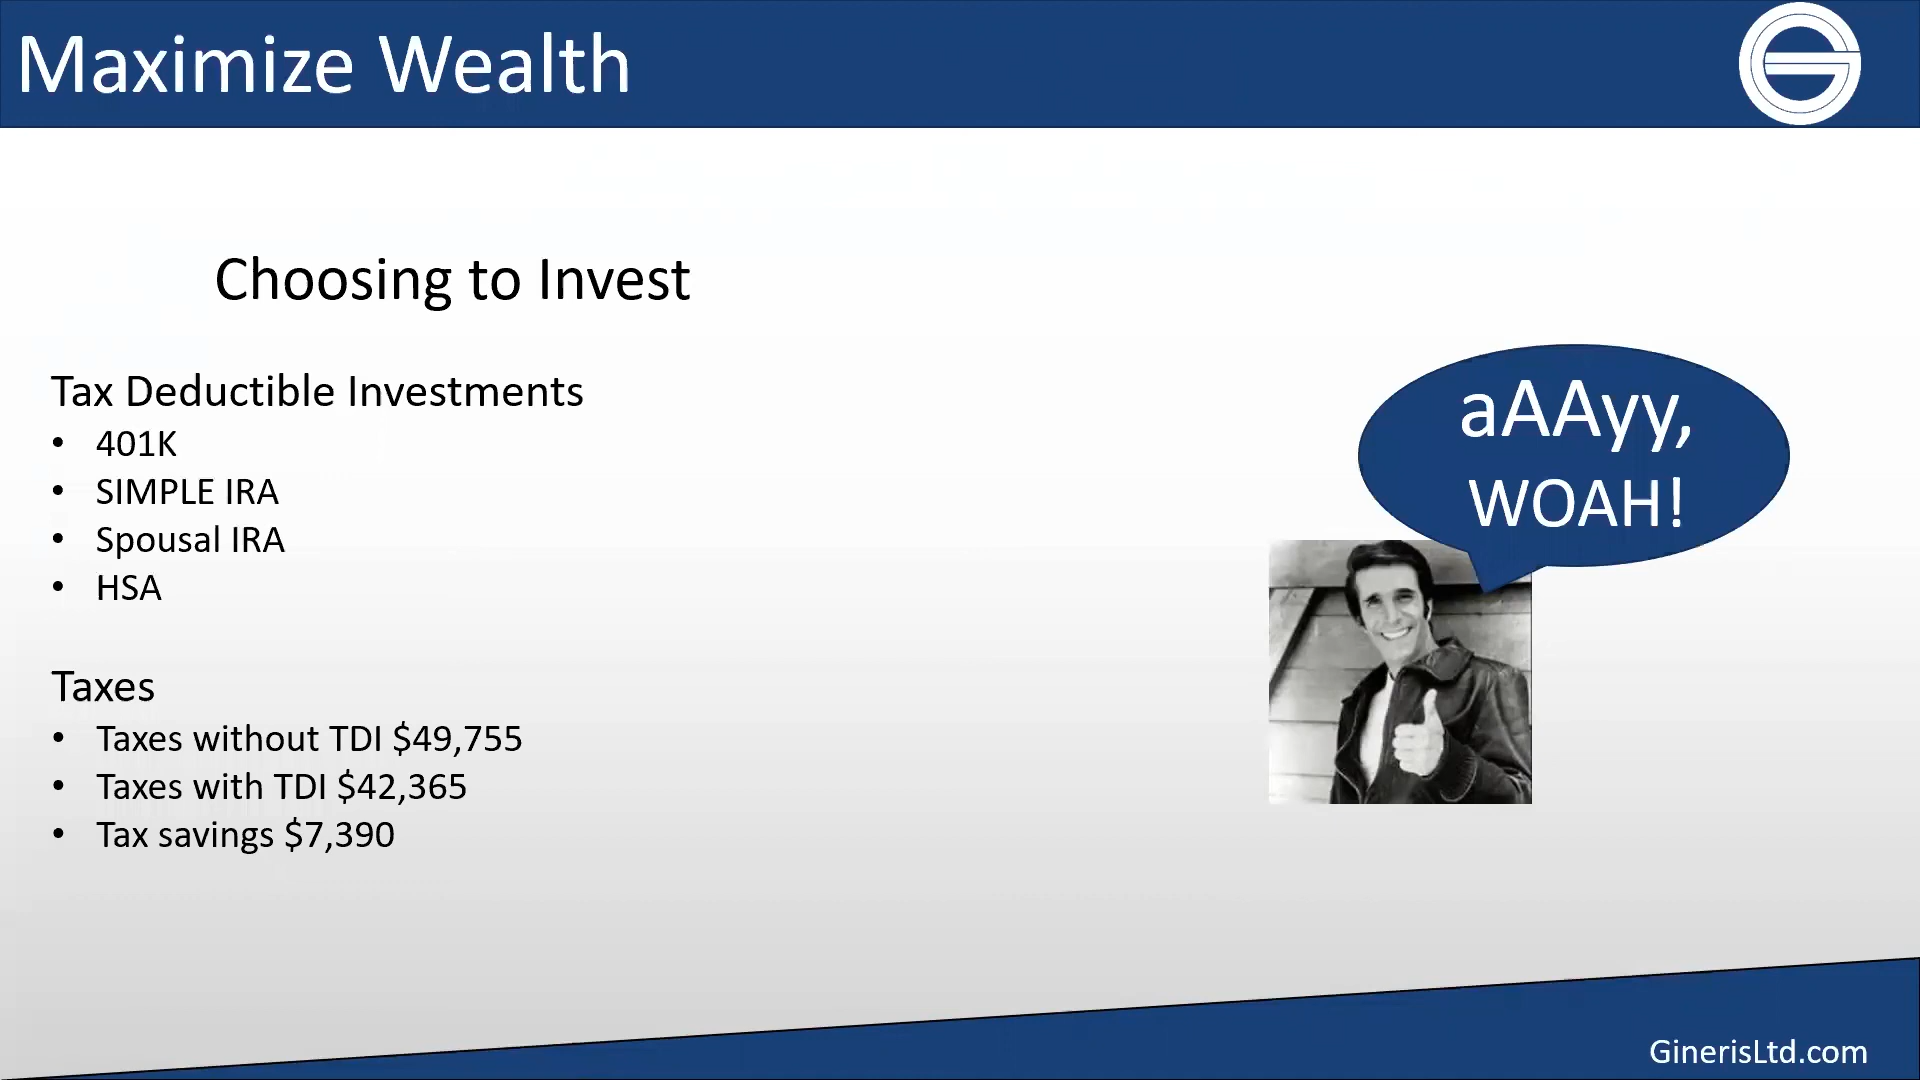 Maximize Wealth
Choosing to Invest
Tax Deductible Investments
• 401K
• SIMPLE IRA
• Spousal IRA
• HSA
Taxes
• Taxes without TDI $49,755
• Taxes with TDI $42,365
• Tax savings $7,390
aAAyy,
WOAH!
GinerisLtd.com